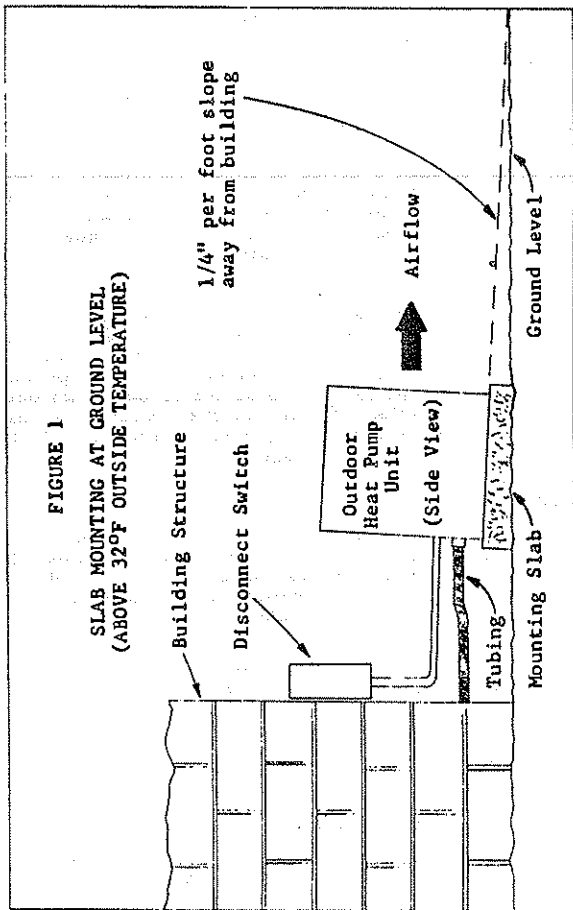 FIGURE 1
SLAB MOUNTING AT GROUND LEVEL
(ABOVE 32°F OUTSIDE TEMPERATURE)
Building Structure
Disconnect Switch
1/4" per foot slope
away from building
Outdoor
Heat Pump
Unit
(Side View)
Airflow
Tubing
Mounting Slab
Ground Level